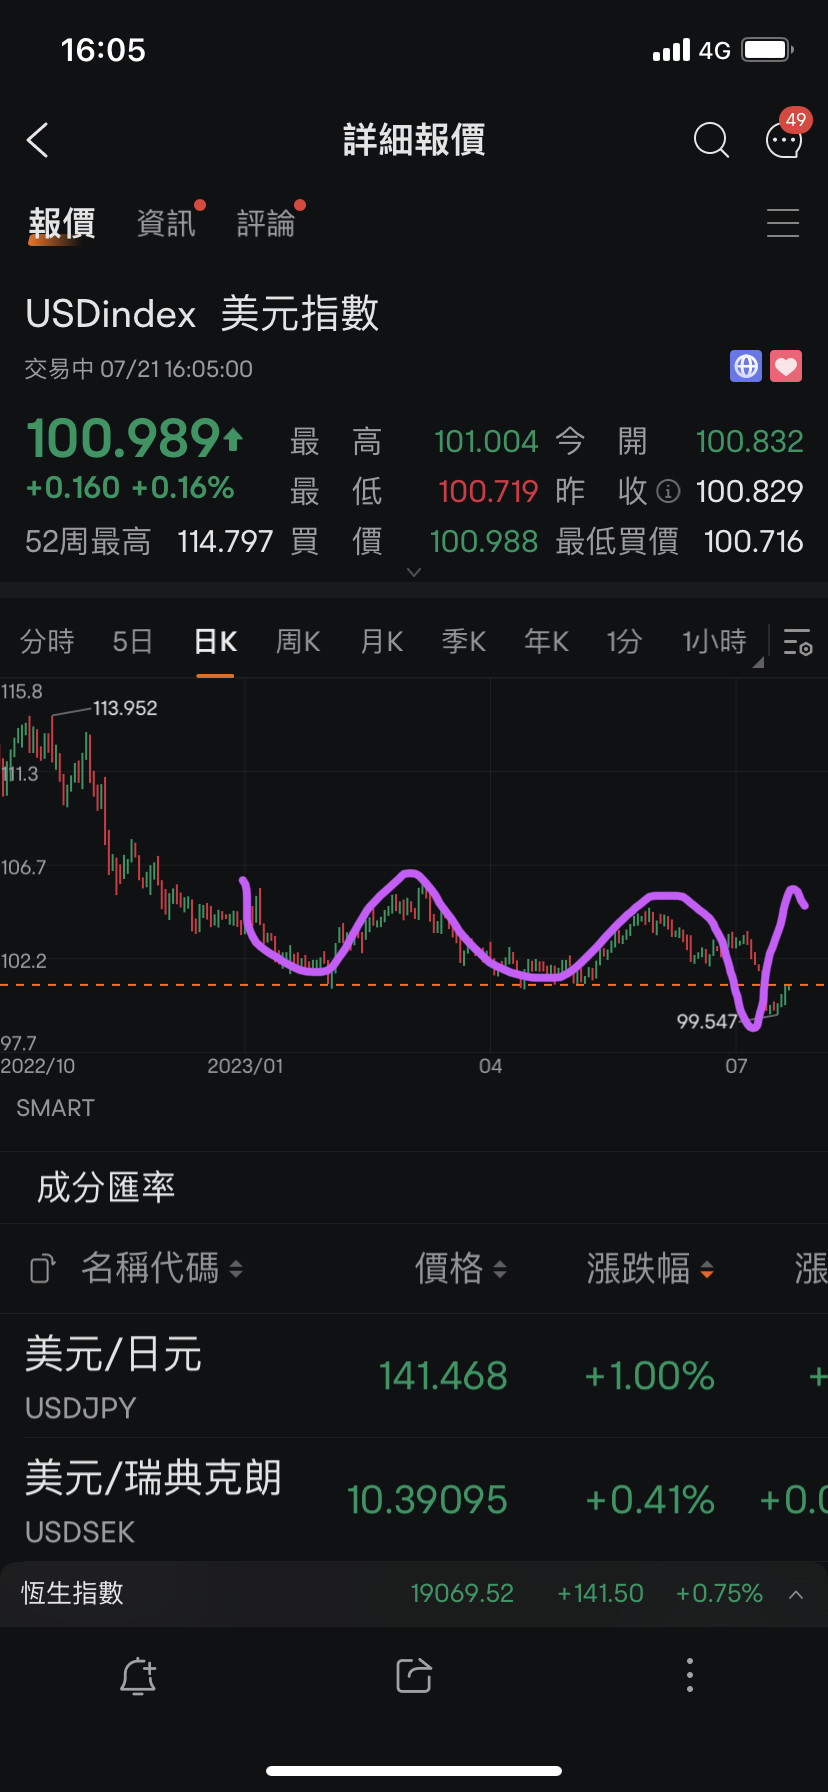 16:05 4G
詳細報價 49
報價 資訊 評論
USDindex 美元指數
交易中 07/21 16:05:00
100.989 最高 101.004 今開 100.832
+0.160 +0.16% 最低 100.719 昨收 100.829
52周最高 114.797 買價 100.988 最低買價 100.716
分時 5日 日K 周K 月K 季K 年K 1分 1小時
115.8
113.952
111.3
106.7
102.2
99.547
97.7
2022/10 2023/01 04 07
SMART
成分匯率
名稱代碼 價格 漲跌幅 漲
美元/日元 141.468 +1.00% +
USDJPY
美元/瑞典克朗 10.39095 +0.41% +0.0
USDSEK
恆生指數 19069.52 +141.50 +0.75%